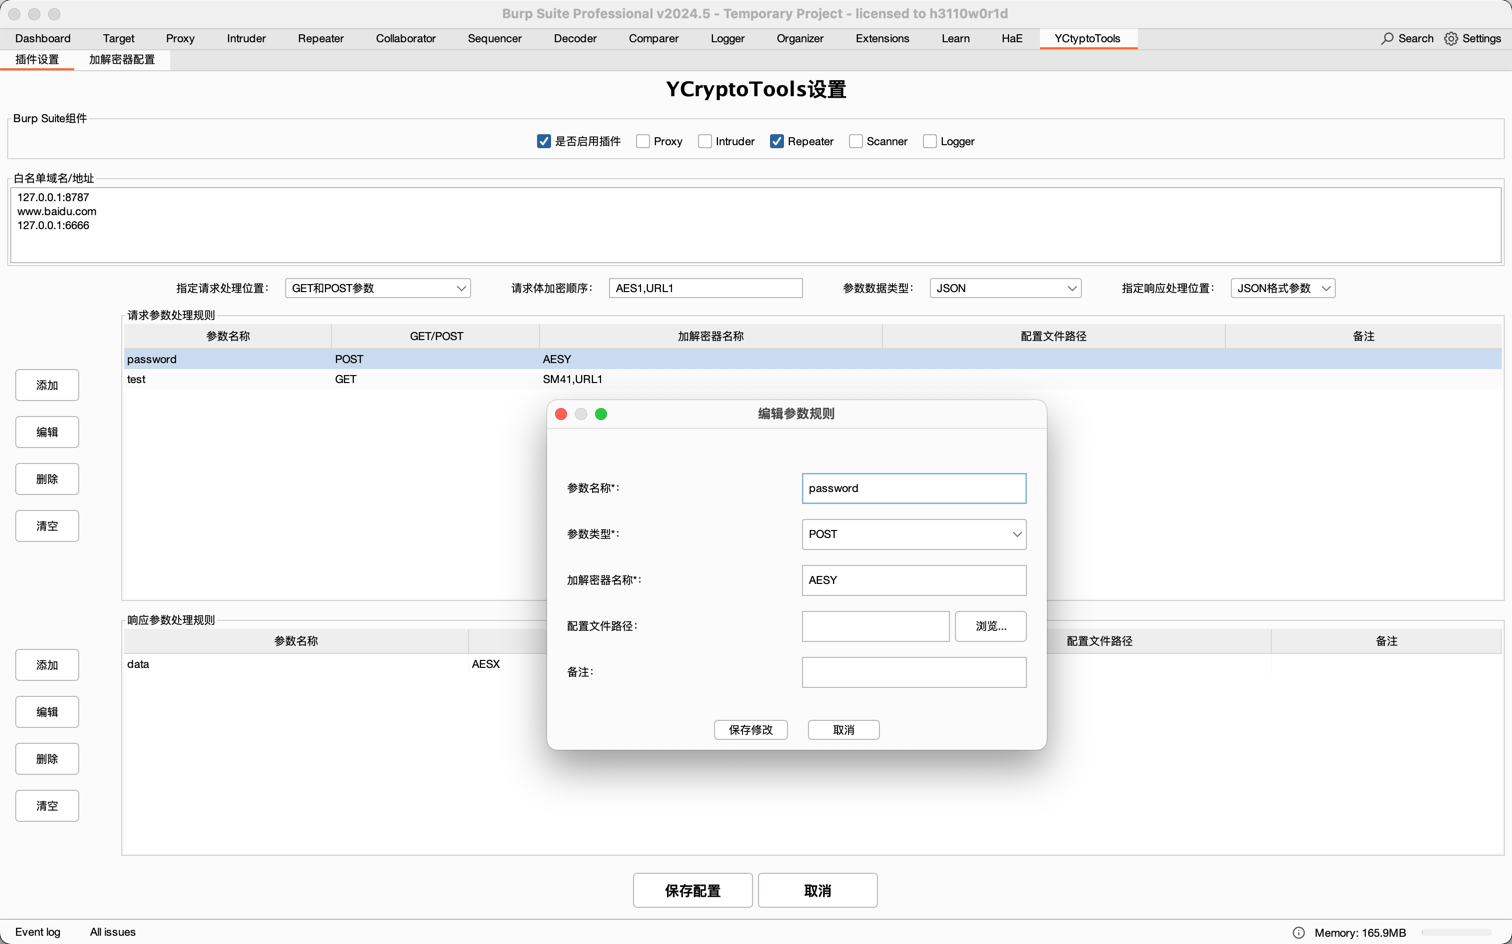 Burp Suite Professional v2024.5 - Temporary Project - licensed to h3110w0r1d
Dashboard Target Proxy Intruder Repeater Collaborator Sequencer Decoder Comparer Logger Organizer Extensions Learn HaE YCtyptoTools Search Settings
插件设置 加解密器配置
YCryptoTools设置
Burp Suite组件
是否启用插件 Proxy Intruder Repeater Scanner Logger
白名单域名/地址
127.0.0.1:8787
www.baidu.com
127.0.0.1:6666
指定请求处理位置: GET和POST参数 请求体加密顺序: AES1,URL1 参数数据类型: JSON 指定响应处理位置: JSON格式参数
请求参数处理规则
参数名称 GET/POST 加解密器名称 配置文件路径 备注
password POST AESY
test GET SM41,URL1
添加
编辑
删除
清空
编辑参数规则
参数名称*: password
参数类型*: POST
加解密器名称*: AESY
配置文件路径: 浏览...
备注:
保存修改 取消
响应参数处理规则
参数名称 配置文件路径 备注
data AESX
添加
编辑
删除
清空
保存配置 取消
Event log All issues Memory: 165.9MB